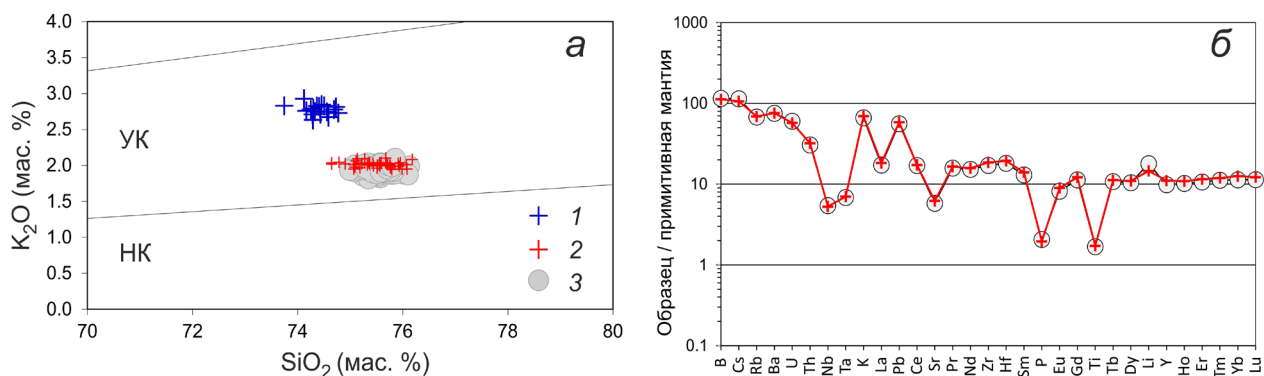 K₂O (мас. %)
4.0
3.5
3.0
2.5
2.0
1.5
1.0
0.5
0.0
а
УК
НК
1
2
3
70
72
74
76
78
80
SiO₂ (мас. %)
Образец / примитивная мантия
1000
100
10
1
0.1
б
B Cs Rb Ba U Th Nb Ta K La Pb Ce Sr Pr Nd Zr Hf Sm P Eu Gd Ti Tb Dy Li Y Ho Er Tm Yb Lu